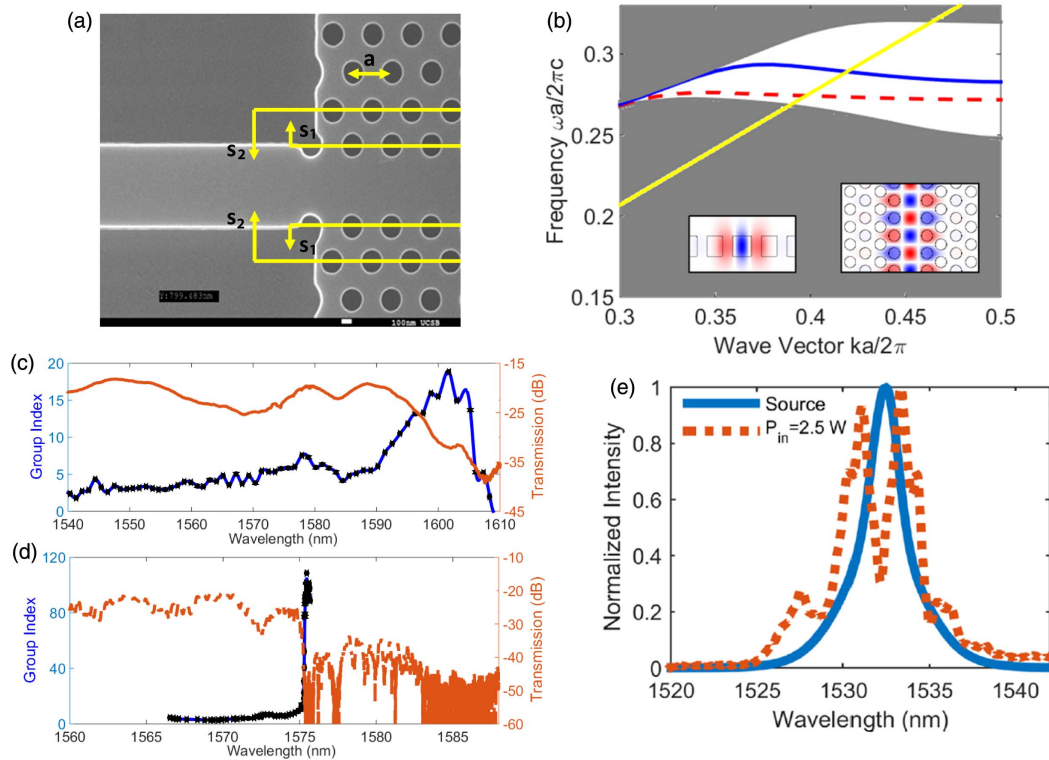 (a)
a
S1
S2
S2
S1
Y:799.483nm
100nm UCSB
(b)
Frequency ωa/2πc
0.3
0.25
0.2
0.15
0.3 0.35 0.4 0.45 0.5
Wave Vector ka/2π
(c)
Group Index
20
15
10
5
0
-15
-25
-35
-45
Transmission (dB)
1540 1550 1560 1570 1580 1590 1600 1610
Wavelength (nm)
(d)
Group Index
120
80
40
0
-10
-20
-30
-40
-50
-60
Transmission (dB)
1560 1565 1570 1575 1580 1585
Wavelength (nm)
(e)
Normalized Intensity
1
0.8
0.6
0.4
0.2
0
Source
Pin=2.5 W
1520 1525 1530 1535 1540
Wavelength (nm)